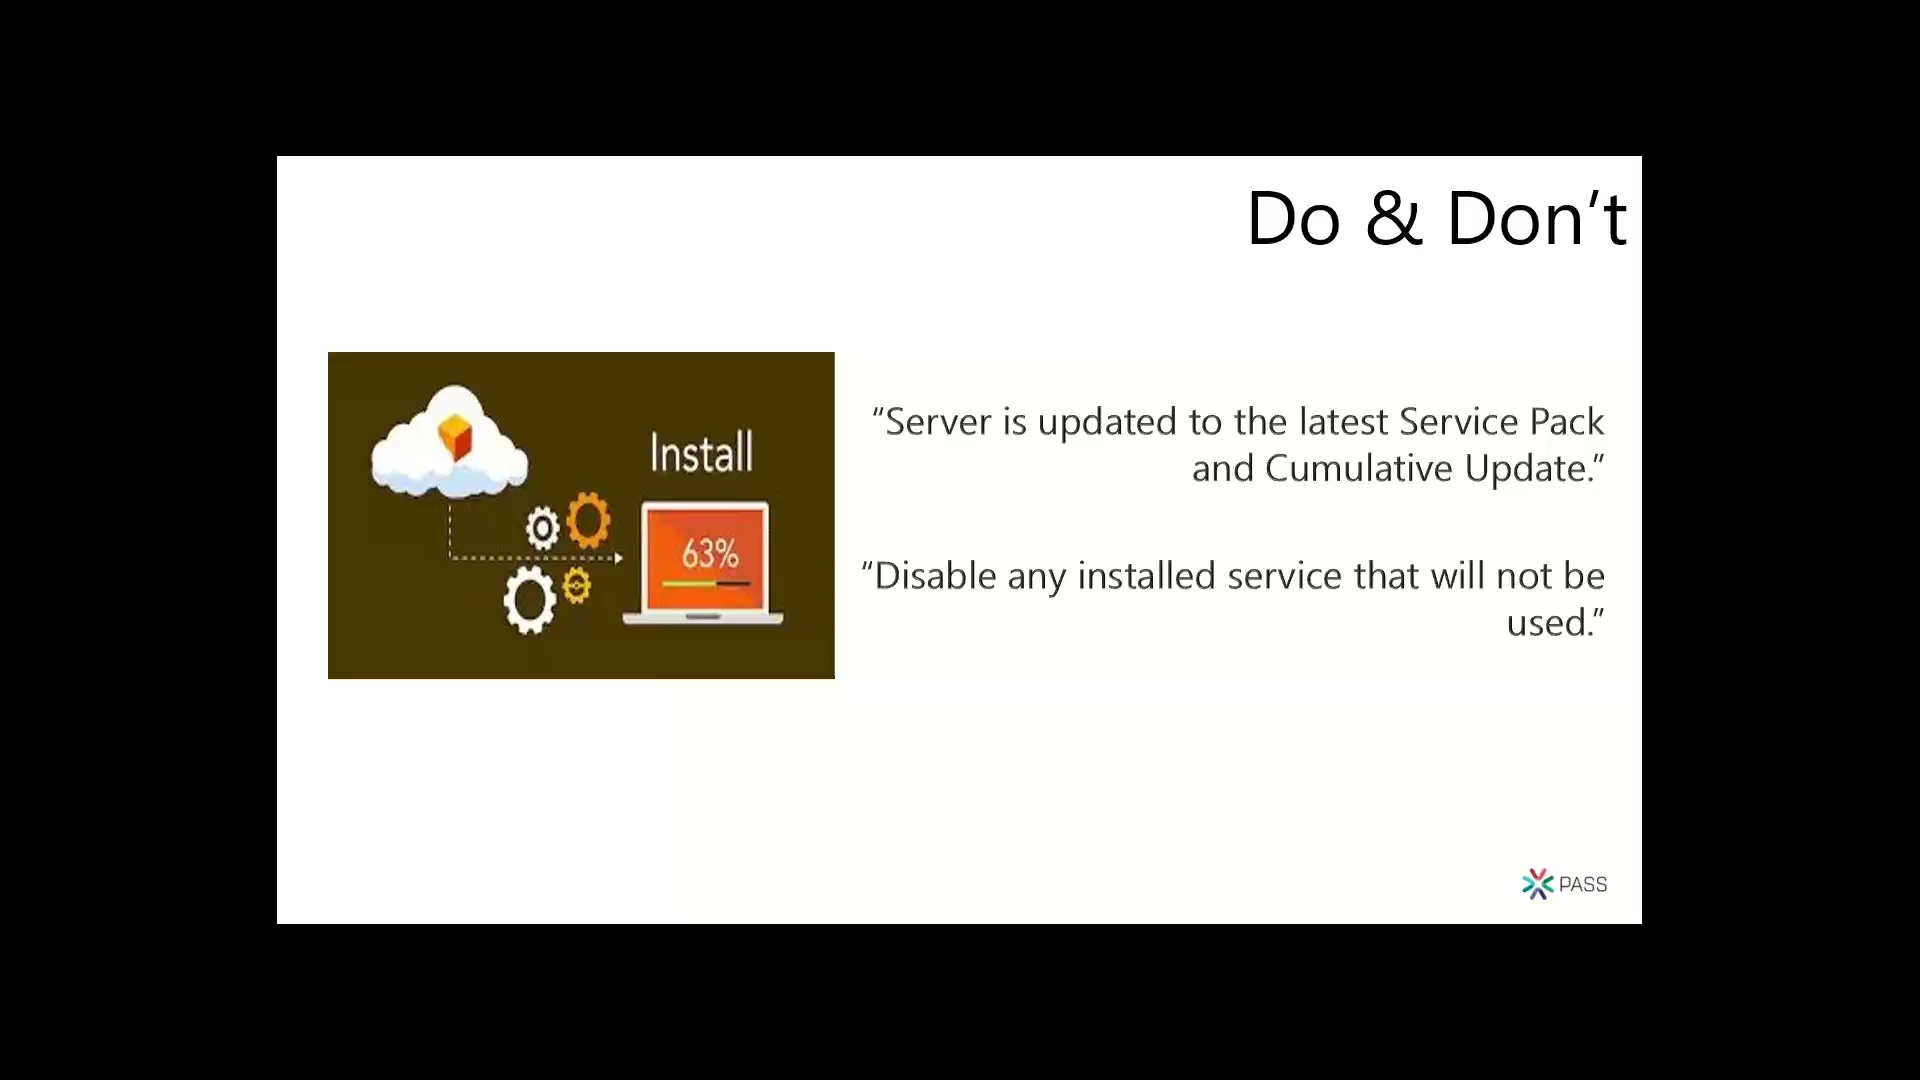 Do & Don’t
Install
63%
“Server is updated to the latest Service Pack
and Cumulative Update.”
“Disable any installed service that will not be
used.”
PASS